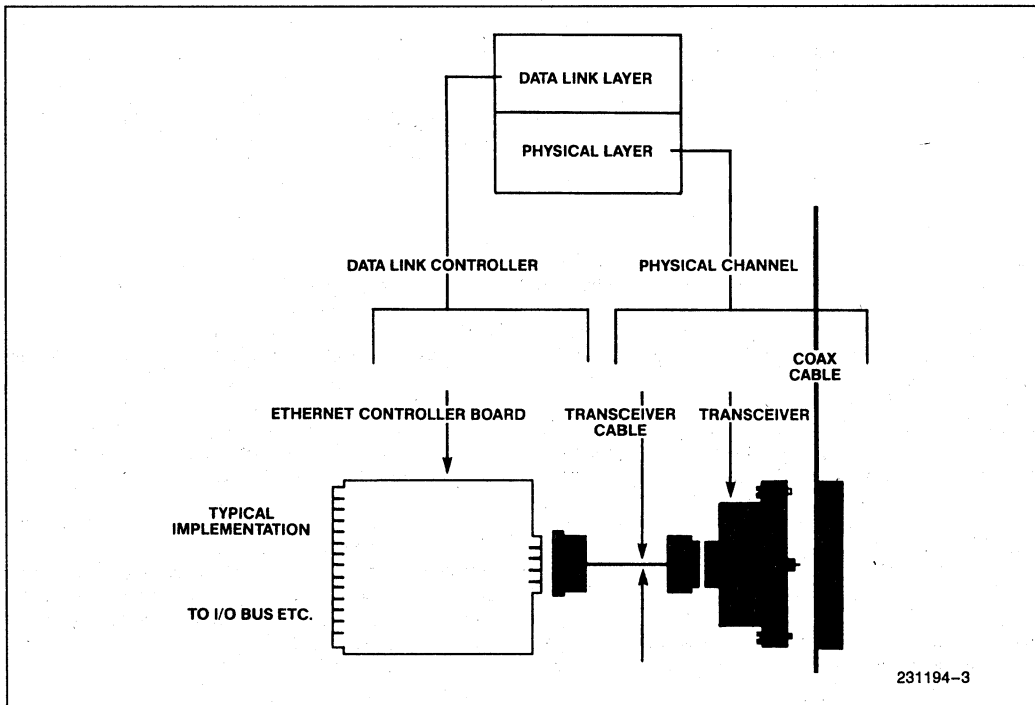 DATA LINK LAYER
PHYSICAL LAYER
DATA LINK CONTROLLER
PHYSICAL CHANNEL
COAX
CABLE
ETHERNET CONTROLLER BOARD
TRANSCEIVER
CABLE
TRANSCEIVER
TYPICAL
IMPLEMENTATION
TO I/O BUS ETC.
231194–3